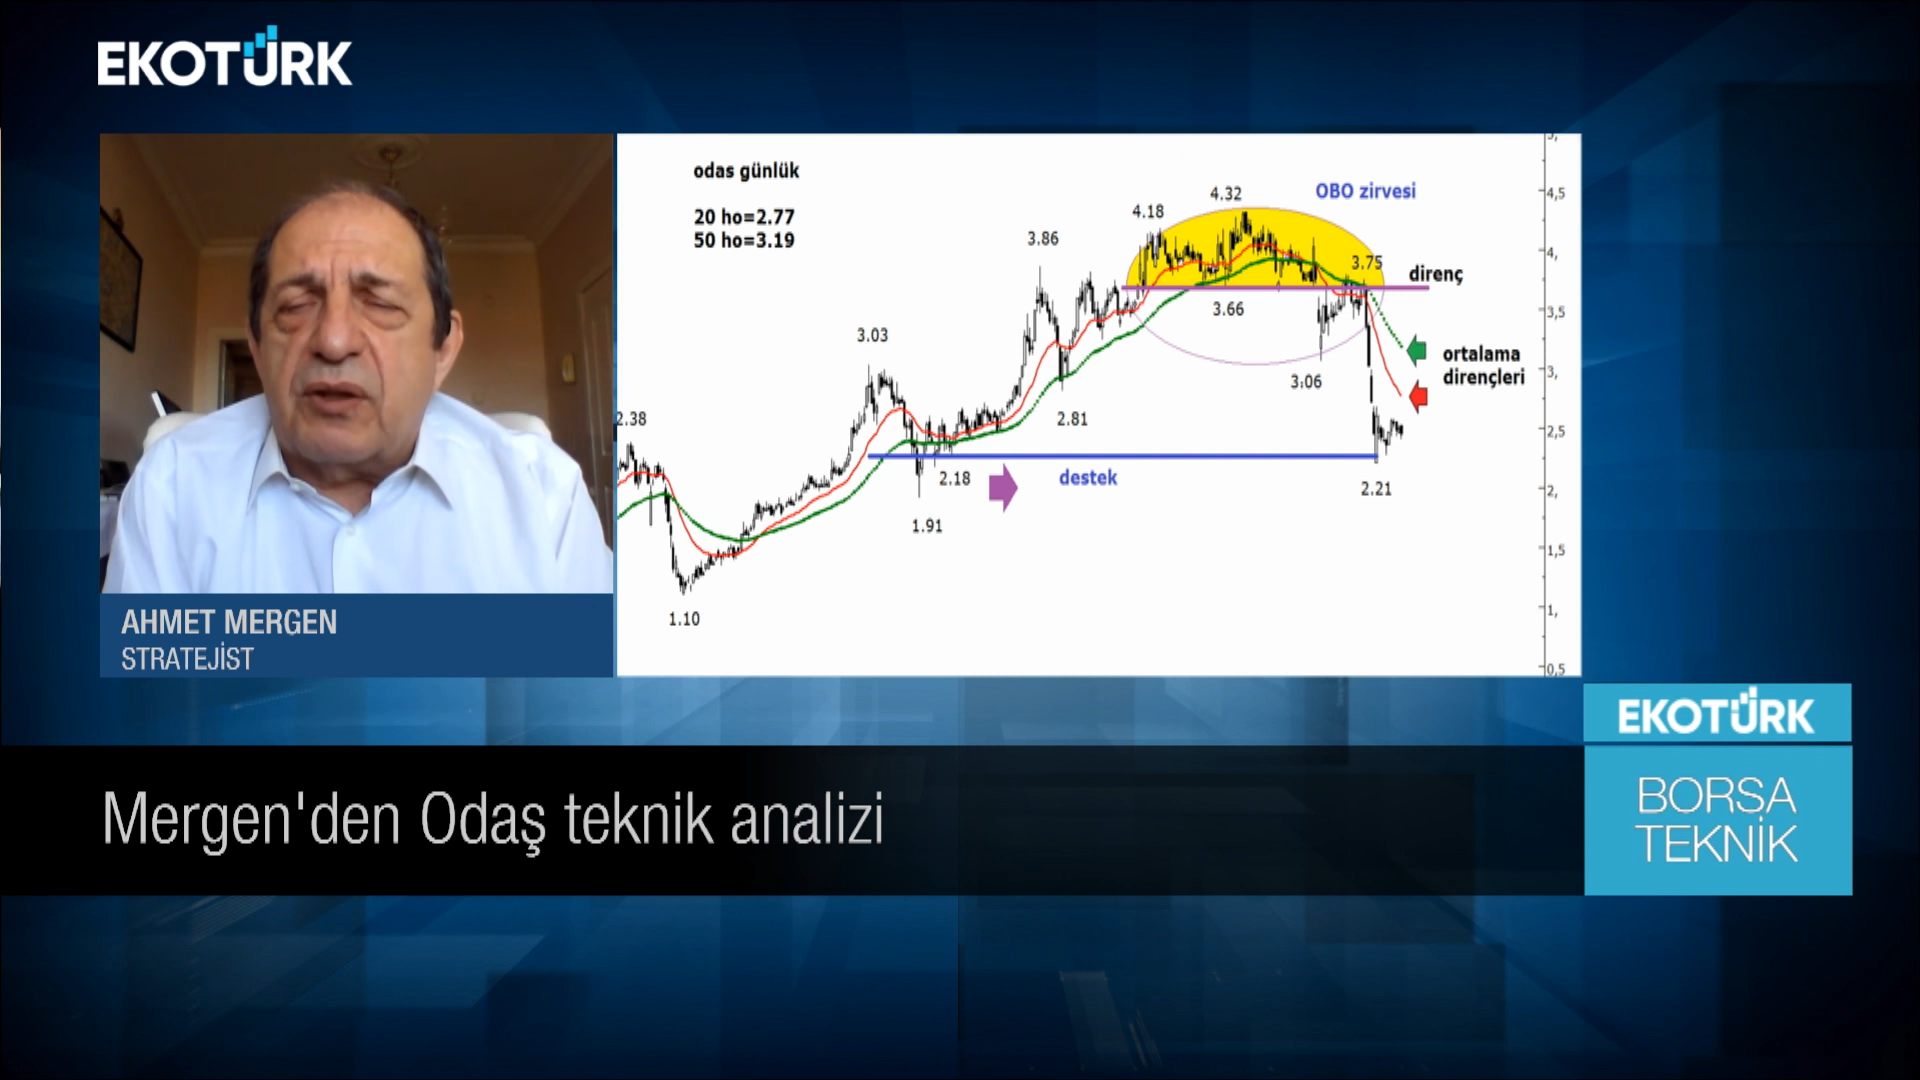 EKOTÜRK
odas günlük
20 ho=2.77
50 ho=3.19
OBO zirvesi
4.32
4.18
3.86
3.75
direnç
3.66
3.03
ortalama
dirençleri
3.06
2.38
2.81
2.18
destek
2.21
1.91
1.10
5,
4,5
4,
3,5
3,
2,5
2,
1,5
1,
0,5
AHMET MERGEN
STRATEJİST
EKOTÜRK
Mergen'den Odaş teknik analizi
BORSA
TEKNİK